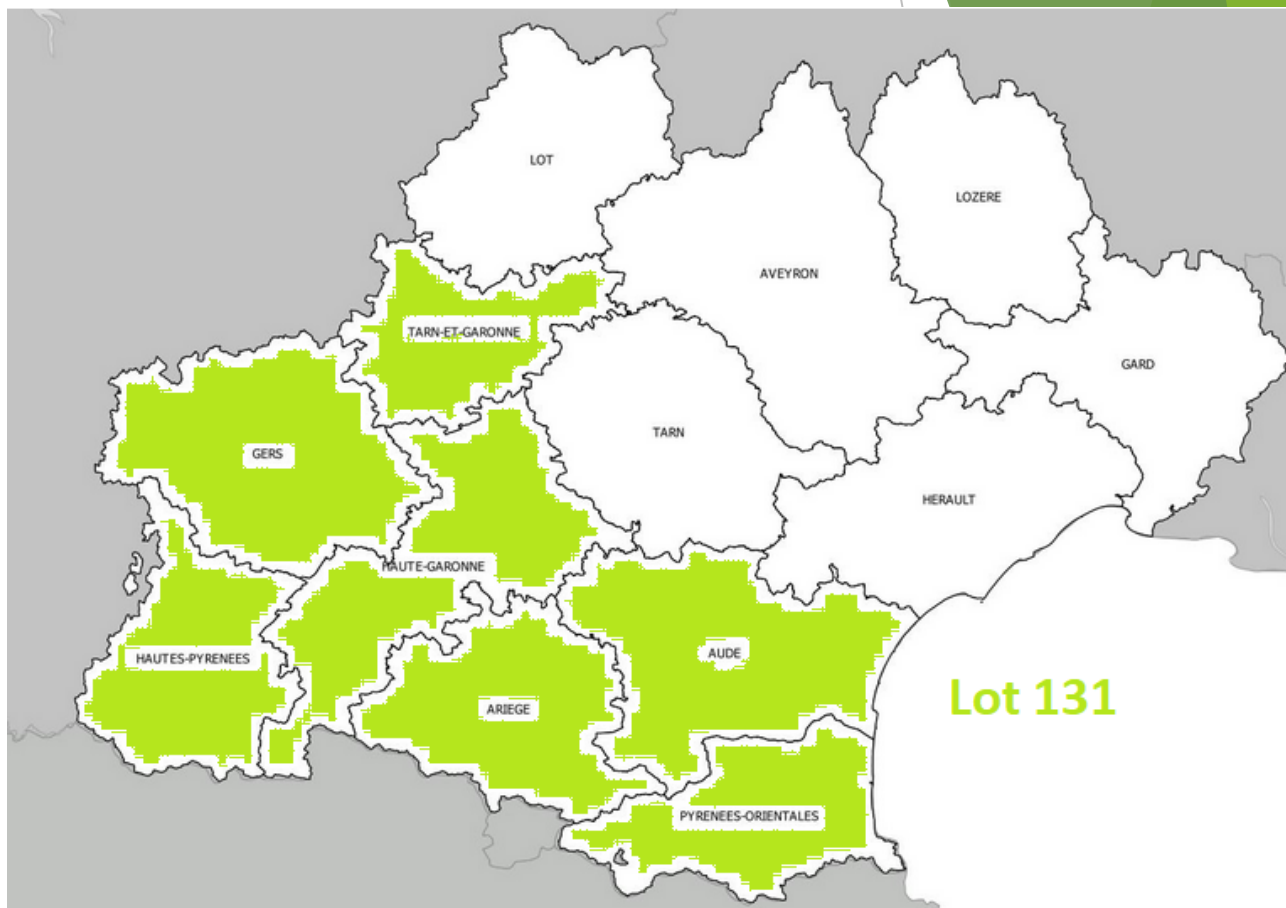 LOT
LOZERE
AVEYRON
TARN-ET-GARONNE
GARD
TARN
GERS
HERAULT
HAUTE-GARONNE
AUDE
HAUTES-PYRENEES
Lot 131
ARIEGE
PYRENEES-ORIENTALES